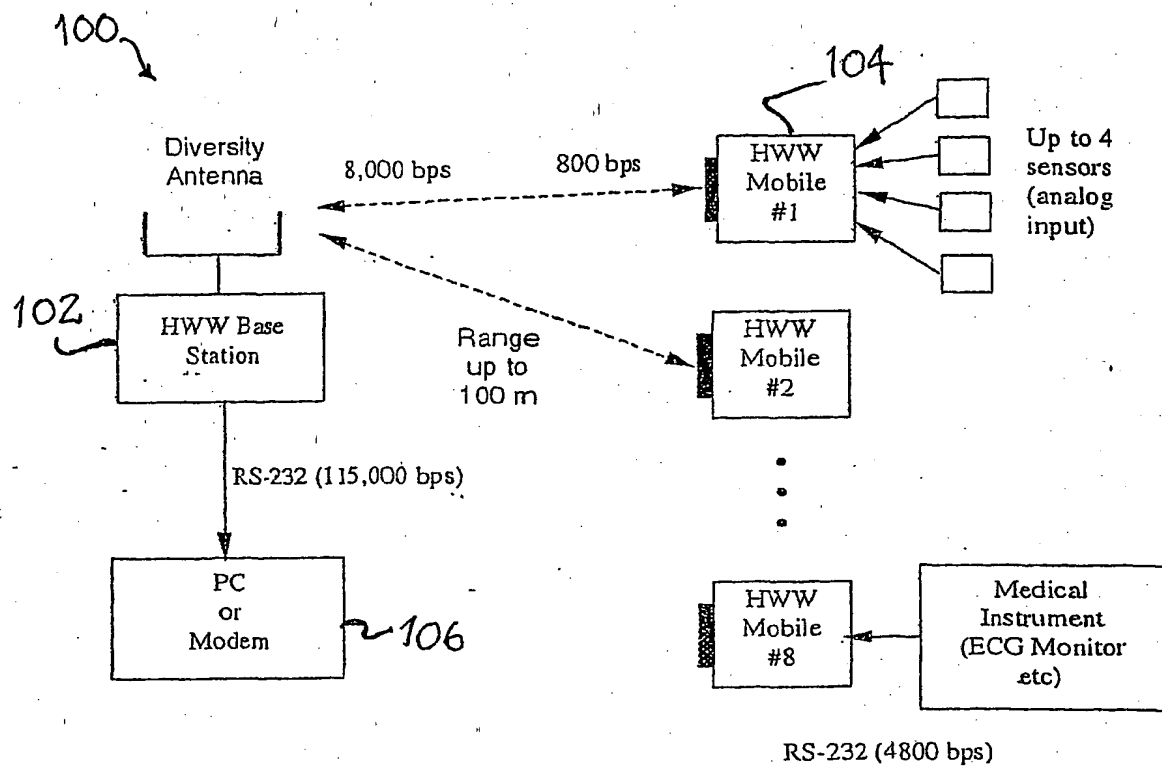 100
104
Diversity
Antenna
8,000 bps
800 bps
HWW
Mobile
#1
Up to 4
sensors
(analog
input)
102
HWW Base
Station
Range
up to
100 m
HWW
Mobile
#2
RS-232 (115,000 bps)
PC
or
Modem
106
HWW
Mobile
#8
Medical
Instrument
(ECG Monitor
etc)
RS-232 (4800 bps)